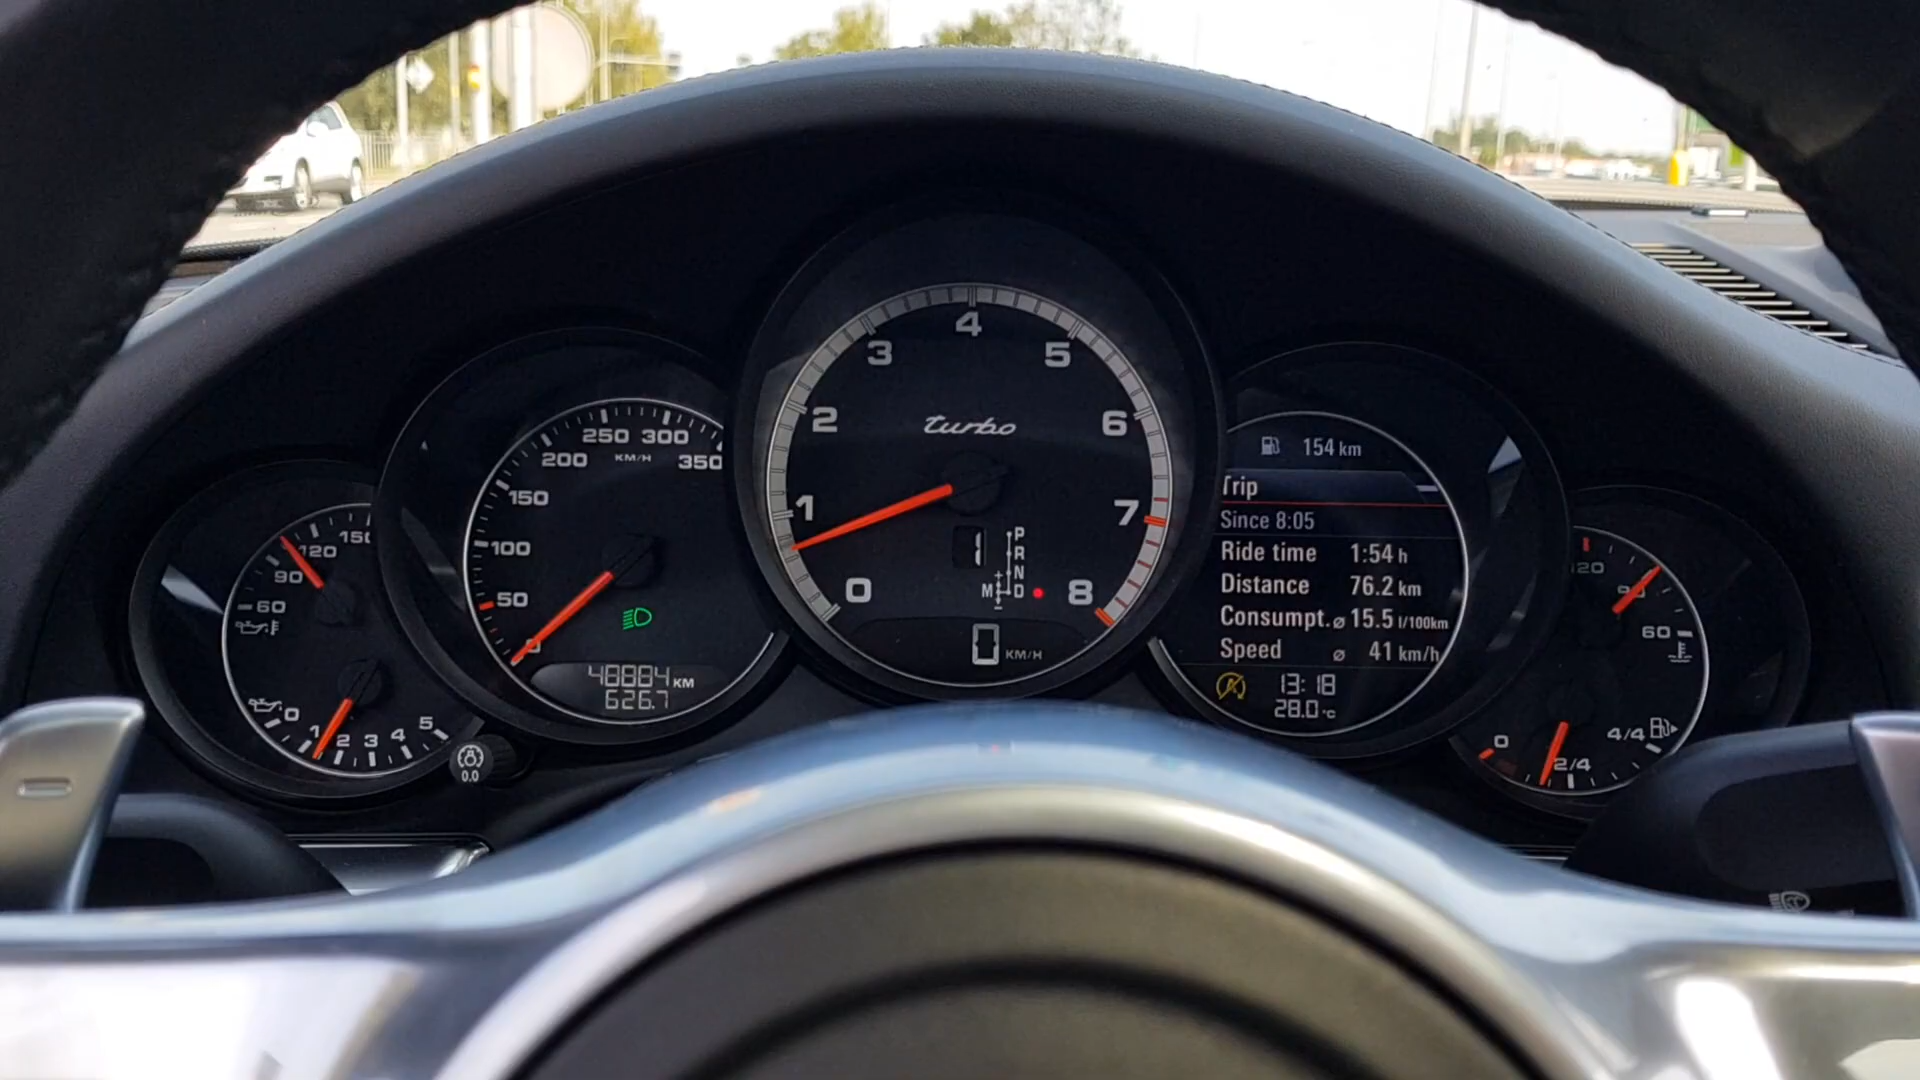 90
120
150
60
0
1
2
3
4
5
0.0
50
100
150
200
250
300
350
KM/H
48884 KM
626.7
0
1
2
3
4
5
6
7
8
turbo
1
P
R
N
D
M
+
-
0 KM/H
154 km
Trip
Since 8:05
Ride time 1:54 h
Distance 76.2 km
Consumpt. ø 15.5 l/100km
Speed ø 41 km/h
A
13:18
28.0 °C
120
90
60
0
2/4
4/4